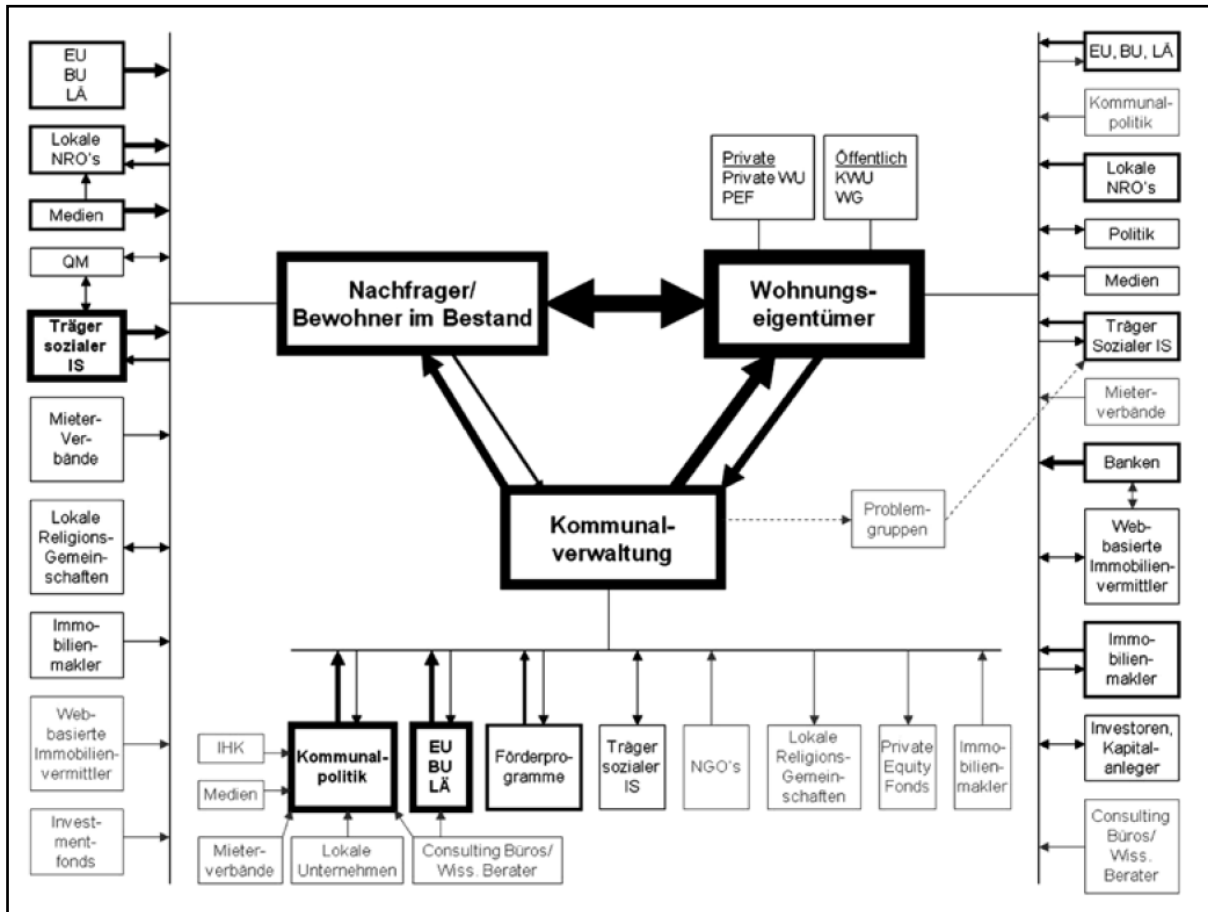 EU
BU
LÄ
Lokale
NRO's
Medien
QM
Träger
sozialer
IS
Mieter-
Ver-
bände
Lokale
Religions-
Gemein-
schaften
Immo-
bilien-
makler
Web-
basierte
Immobilien-
vermittler
Invest-
ment-
fonds
Private
Private WU
PEF
Öffentlich
KWU
WG
Nachfrager/
Bewohner im Bestand
Wohnungs-
eigentümer
Kommunal-
verwaltung
Problem-
gruppen
IHK
Medien
Kommunal-
politik
EU
BU
LÄ
Förderpro-
gramme
Träger
sozialer
IS
NGO's
Lokale
Religions-
Gemein-
schaften
Private
Equity
Fonds
Immo-
bilien-
makler
Mieter-
verbände
Lokale
Unternehmen
Consulting Büros/
Wiss. Berater
EU, BU, LÄ
Kommunal-
politik
Lokale
NRO's
Politik
Medien
Träger
Sozialer IS
Mieter-
verbände
Banken
Web-
basierte
Immobilien-
vermittler
Immo-
bilien-
makler
Investoren,
Kapital-
anleger
Consulting
Büros/
Wiss.
Berater